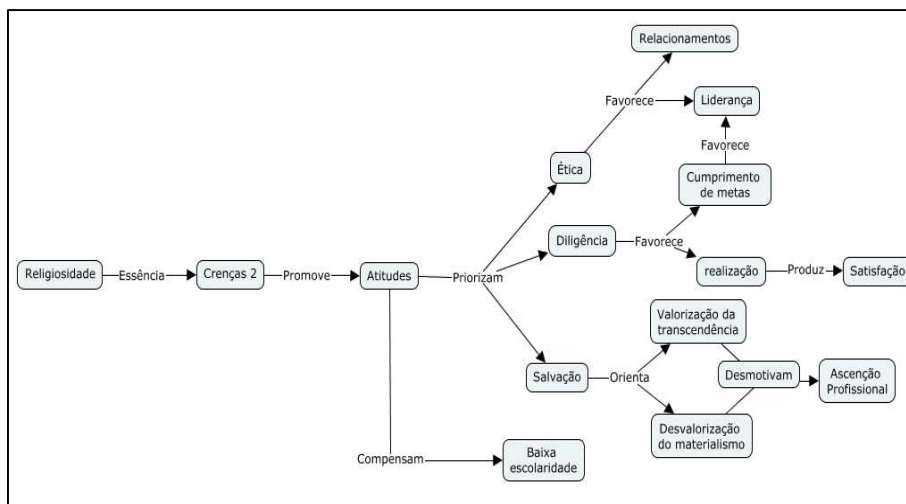 Relacionamentos
Favorece
Liderança
Favorece
Ética
Cumprimento
de metas
Diligência
Favorece
Religiosidade
Essência
Crenças 2
Promove
Atitudes
Priorizam
realização
Produz
Satisfação
Valorização da
transcendência
Salvação
Orienta
Desmotivam
Ascenção
Profissional
Desvalorização
do materialismo
Compensam
Baixa
escolaridade